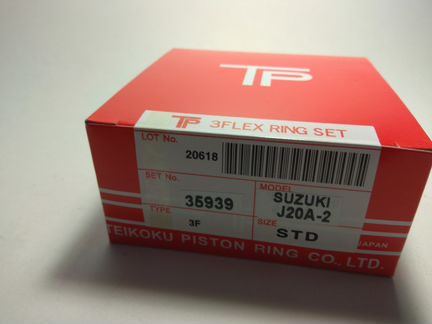 TP
TP 3FLEX RING SET
LOT No.
20618
SET No.
35939
MODEL
SUZUKI
J20A-2
TYPE
3F
SIZE
STD
TEIKOKU PISTON RING CO., LTD.
JAPAN